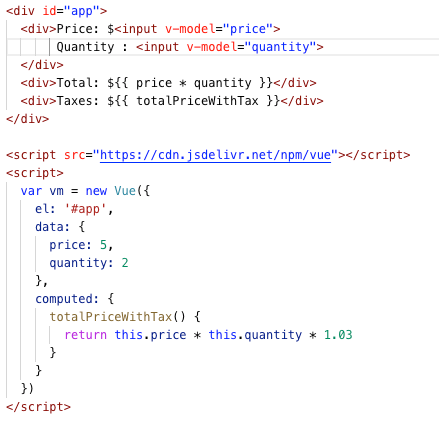 <div id="app">
<div>Price: $<input v-model="price">
Quantity : <input v-model="quantity">
</div>
<div>Total: ${{ price * quantity }}</div>
<div>Taxes: ${{ totalPriceWithTax }}</div>
</div>
<script src="https://cdn.jsdelivr.net/npm/vue"></script>
<script>
var vm = new Vue({
el: '#app',
data: {
price: 5,
quantity: 2
},
computed: {
totalPriceWithTax() {
return this.price * this.quantity * 1.03
}
}
})
</script>